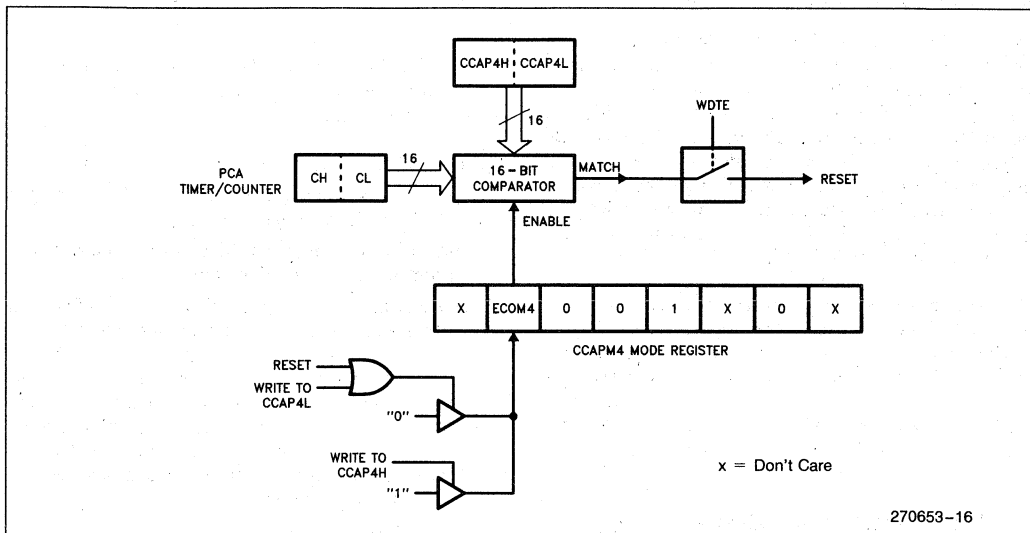 CCAP4H CCAP4L
16
WDTE
PCA
TIMER/COUNTER
CH CL
16
16-BIT
COMPARATOR
MATCH
RESET
ENABLE
X ECOM4 0 0 1 X 0 X
CCAPM4 MODE REGISTER
RESET
WRITE TO
CCAP4L
"0"
WRITE TO
CCAP4H
"1"
x = Don't Care
270653-16